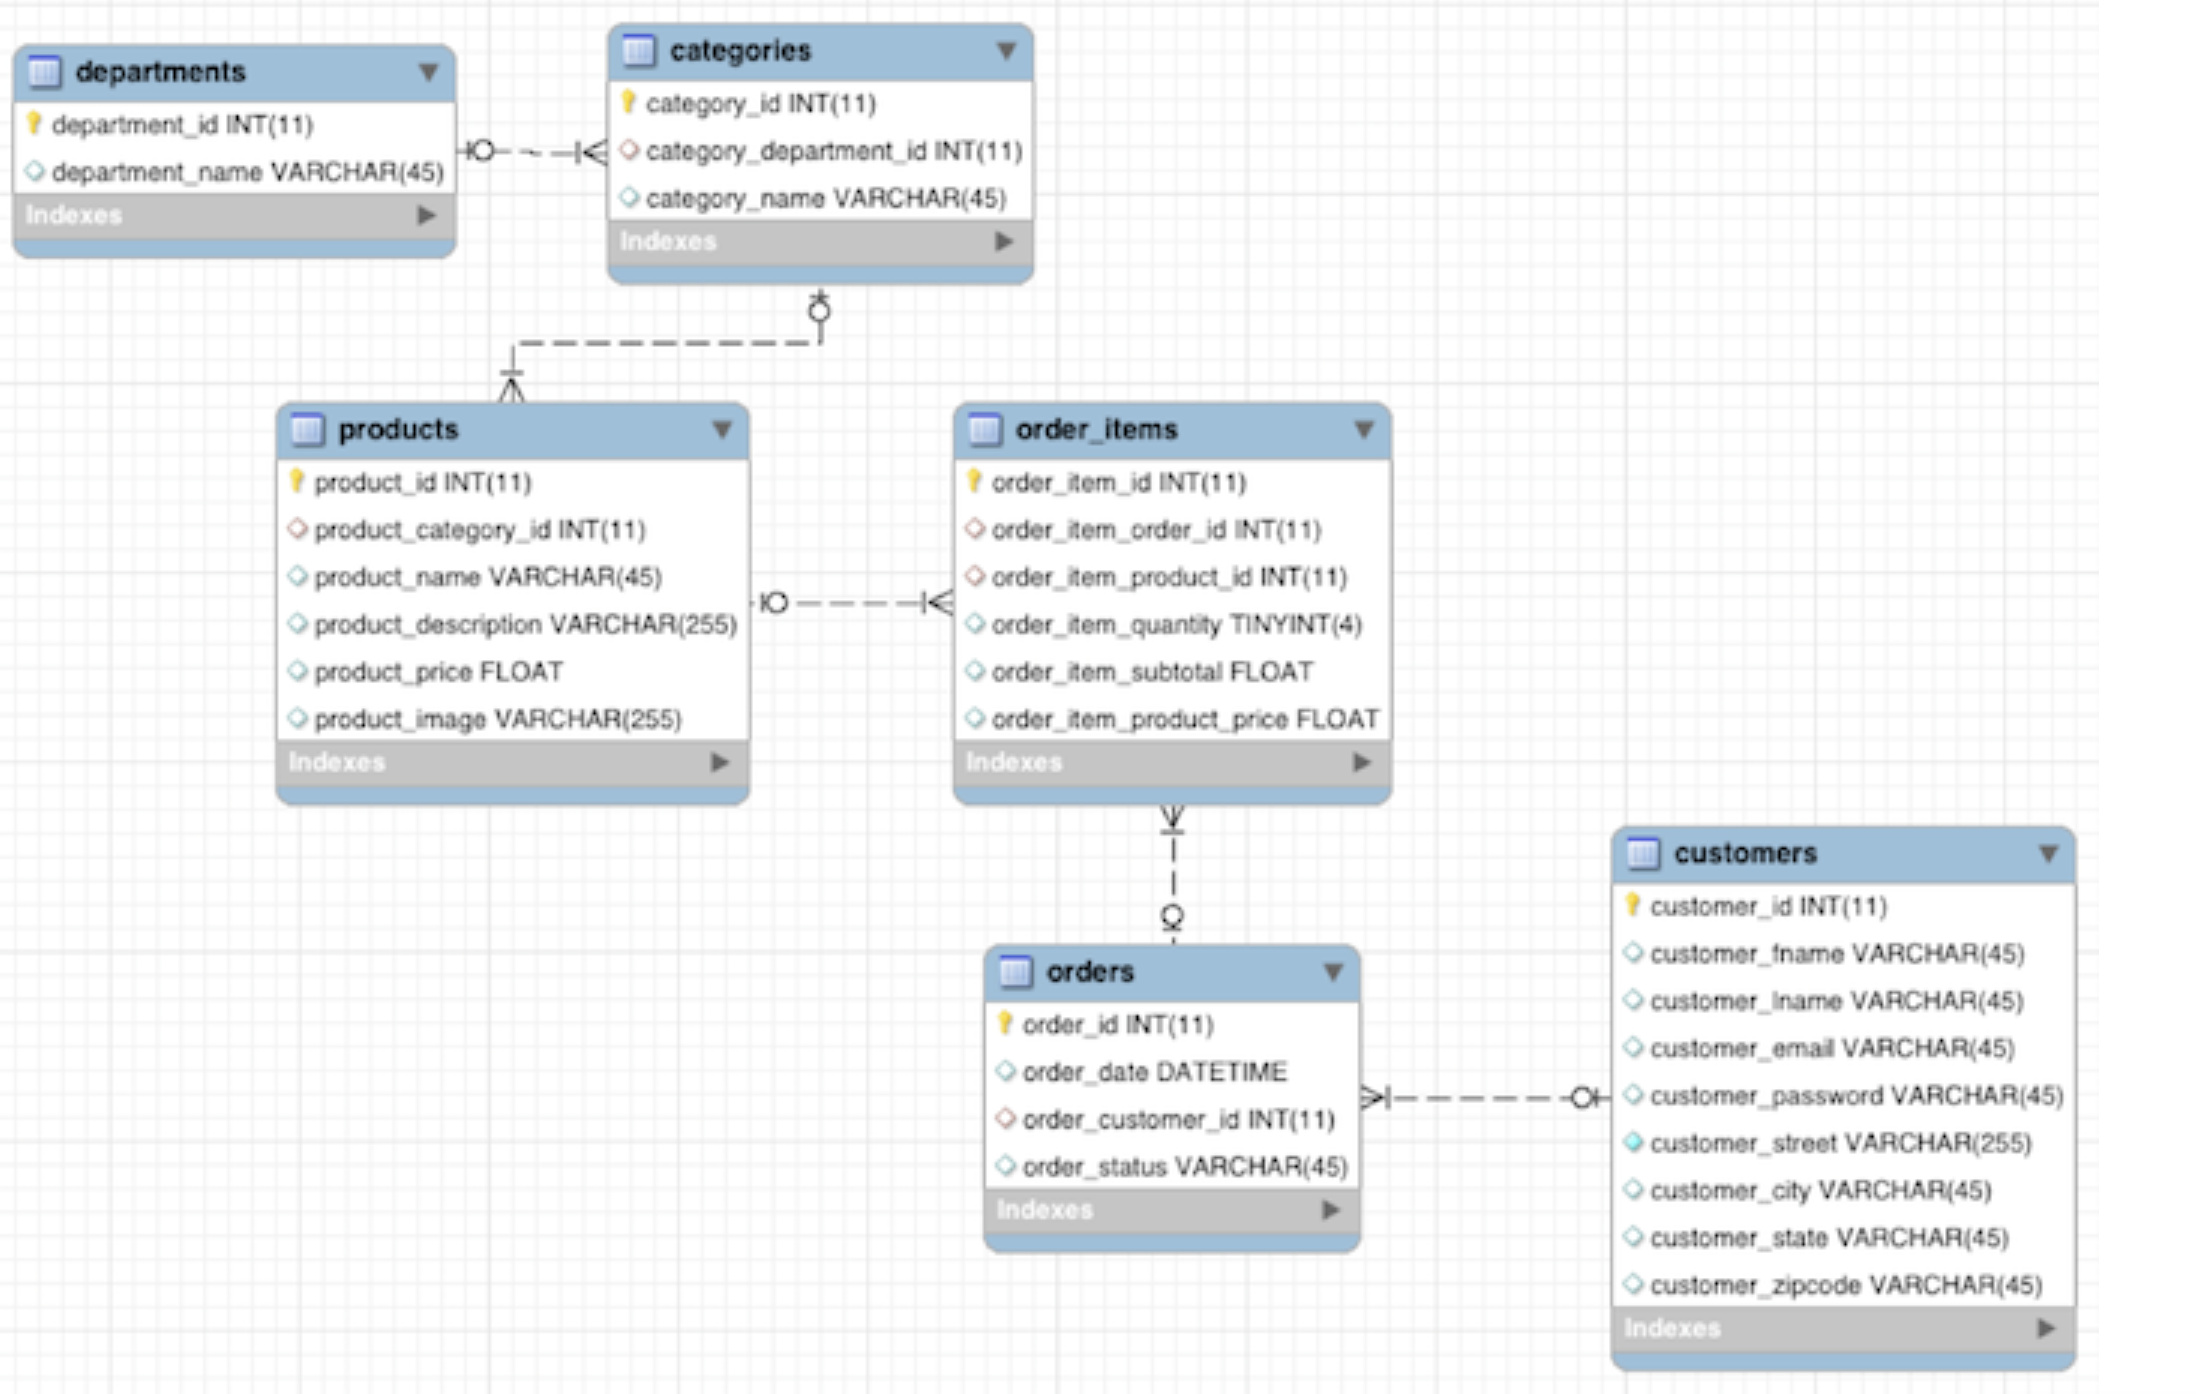 departments
department_id INT(11)
department_name VARCHAR(45)
Indexes
categories
category_id INT(11)
category_department_id INT(11)
category_name VARCHAR(45)
Indexes
products
product_id INT(11)
product_category_id INT(11)
product_name VARCHAR(45)
product_description VARCHAR(255)
product_price FLOAT
product_image VARCHAR(255)
Indexes
order_items
order_item_id INT(11)
order_item_order_id INT(11)
order_item_product_id INT(11)
order_item_quantity TINYINT(4)
order_item_subtotal FLOAT
order_item_product_price FLOAT
Indexes
orders
order_id INT(11)
order_date DATETIME
order_customer_id INT(11)
order_status VARCHAR(45)
Indexes
customers
customer_id INT(11)
customer_fname VARCHAR(45)
customer_lname VARCHAR(45)
customer_email VARCHAR(45)
customer_password VARCHAR(45)
customer_street VARCHAR(255)
customer_city VARCHAR(45)
customer_state VARCHAR(45)
customer_zipcode VARCHAR(45)
Indexes